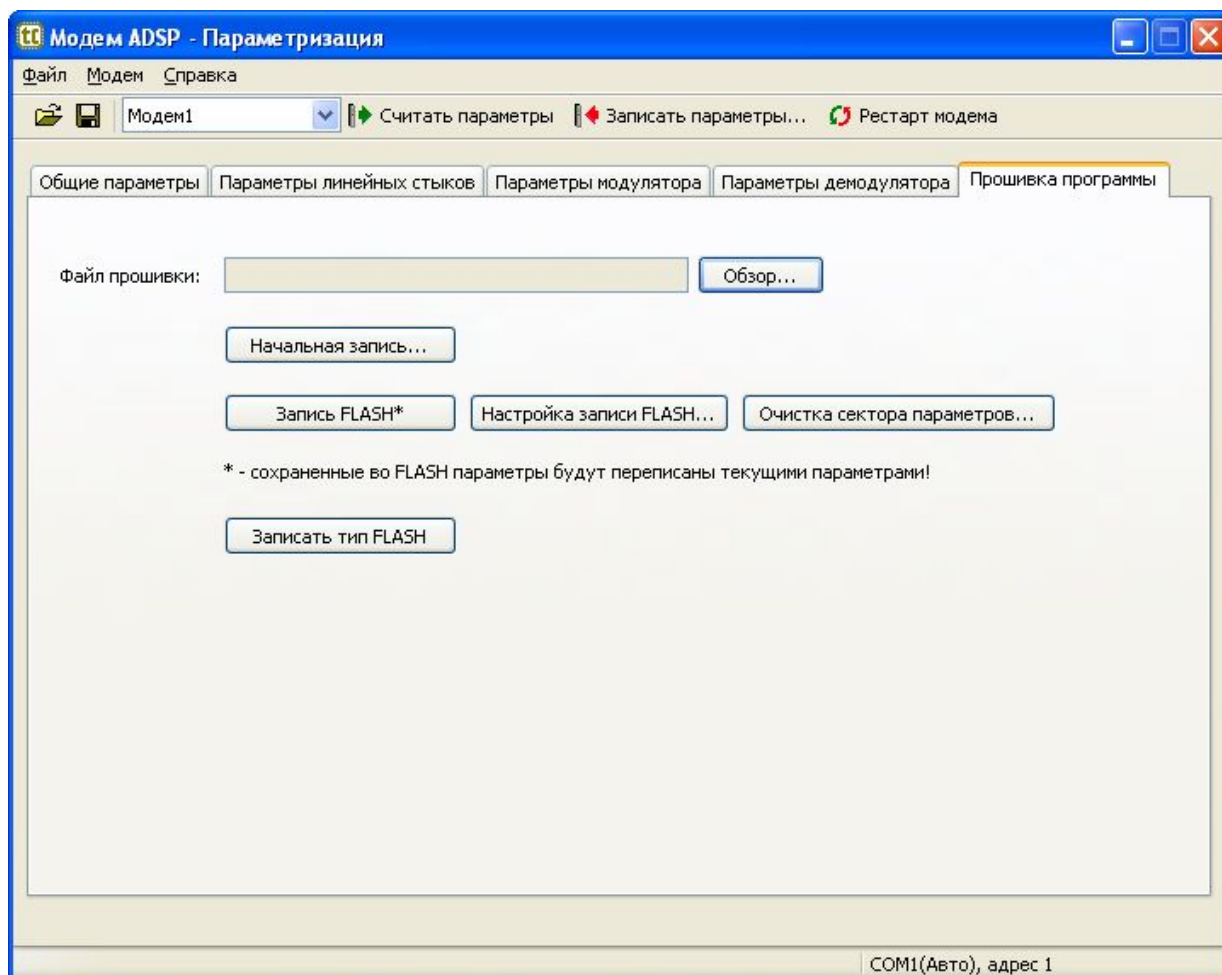 tc Модем ADSP - Параметризация
Файл Модем Справка
Модем1 Считать параметры Записать параметры... Рестарт модема
Общие параметры Параметры линейных стыков Параметры модулятора Параметры демодулятора Прошивка программы
Файл прошивки: Обзор...
Начальная запись...
Запись FLASH* Настройка записи FLASH... Очистка сектора параметров...
* - сохраненные во FLASH параметры будут переписаны текущими параметрами!
Записать тип FLASH
COM1(Авто), адрес 1